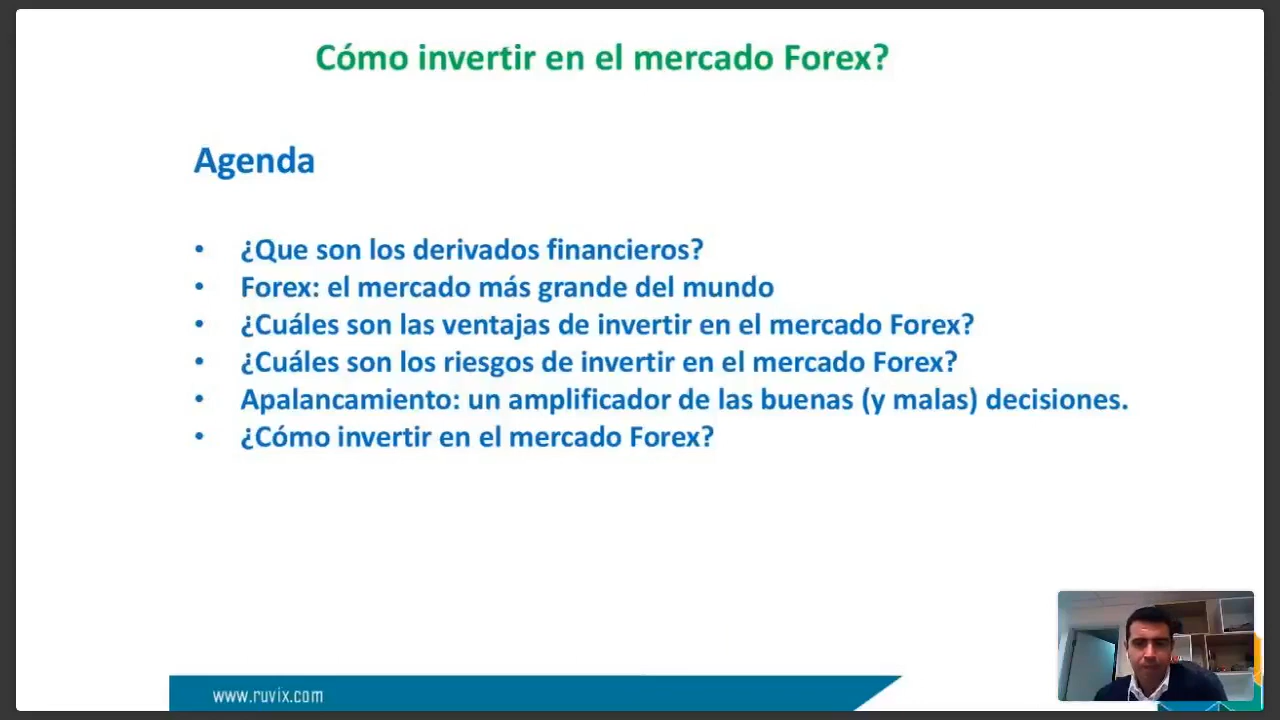 Cómo invertir en el mercado Forex?
Agenda
• ¿Que son los derivados financieros?
• Forex: el mercado más grande del mundo
• ¿Cuáles son las ventajas de invertir en el mercado Forex?
• ¿Cuáles son los riesgos de invertir en el mercado Forex?
• Apalancamiento: un amplificador de las buenas (y malas) decisiones.
• ¿Cómo invertir en el mercado Forex?
www.ruvix.com